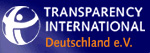 TRANSPARENCY
INTERNATIONAL
Deutschland e.V.